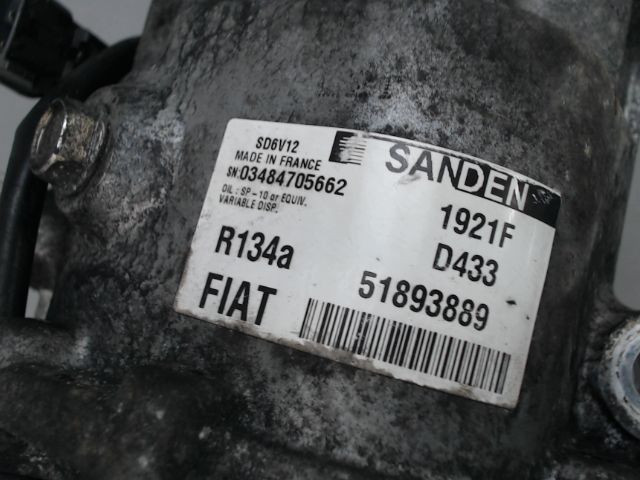 SD6V12
MADE IN FRANCE
SN:03484705662
OIL : SP-10 or EQUIV.
VARIABLE DISP.
SANDEN
1921F
R134a
D433
FIAT
51893889